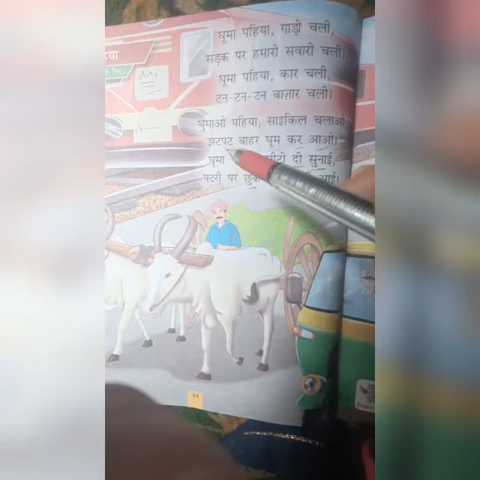 घूमा पहिया, गाड़ी चली,
सड़क पर हमारी सवारी चली।
घूमा पहिया, कार चली,
टन-टन-टन बाज़ार चली।
घुमाओ पहिया, साइकिल चलाओ
झटपट बाहर घूम कर आओ।
घूमा सीटी दी सुनाई,
पटरी पर आई।